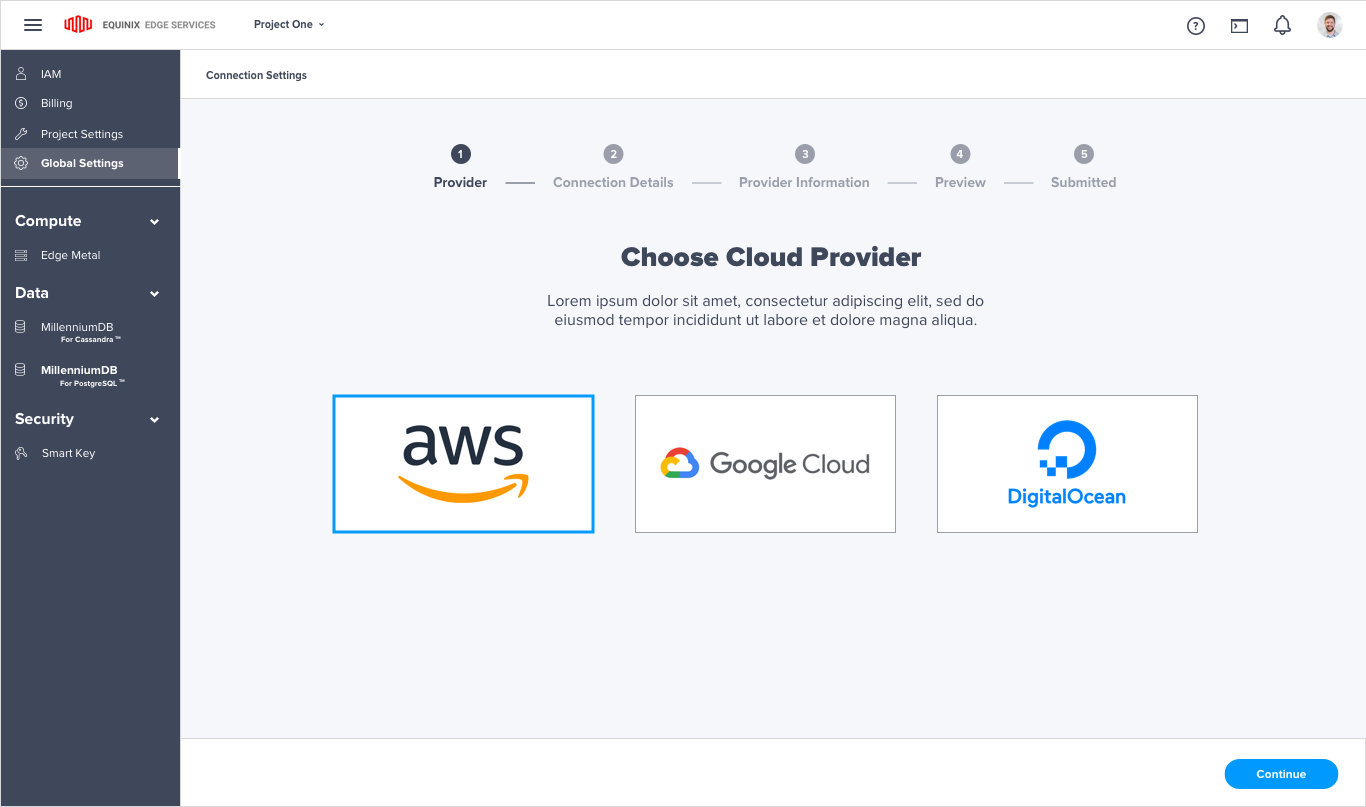 EQUINIX EDGE SERVICES
Project One
?
IAM
Billing
Project Settings
Global Settings
Compute
Edge Metal
Data
MillenniumDB
For Cassandra ™
MillenniumDB
For PostgreSQL ™
Security
Smart Key
Connection Settings
1 2 3 4 5
Provider Connection Details Provider Information Preview Submitted
Choose Cloud Provider
Lorem ipsum dolor sit amet, consectetur adipiscing elit, sed do
eiusmod tempor incididunt ut labore et dolore magna aliqua.
aws
Google Cloud
DigitalOcean
Continue